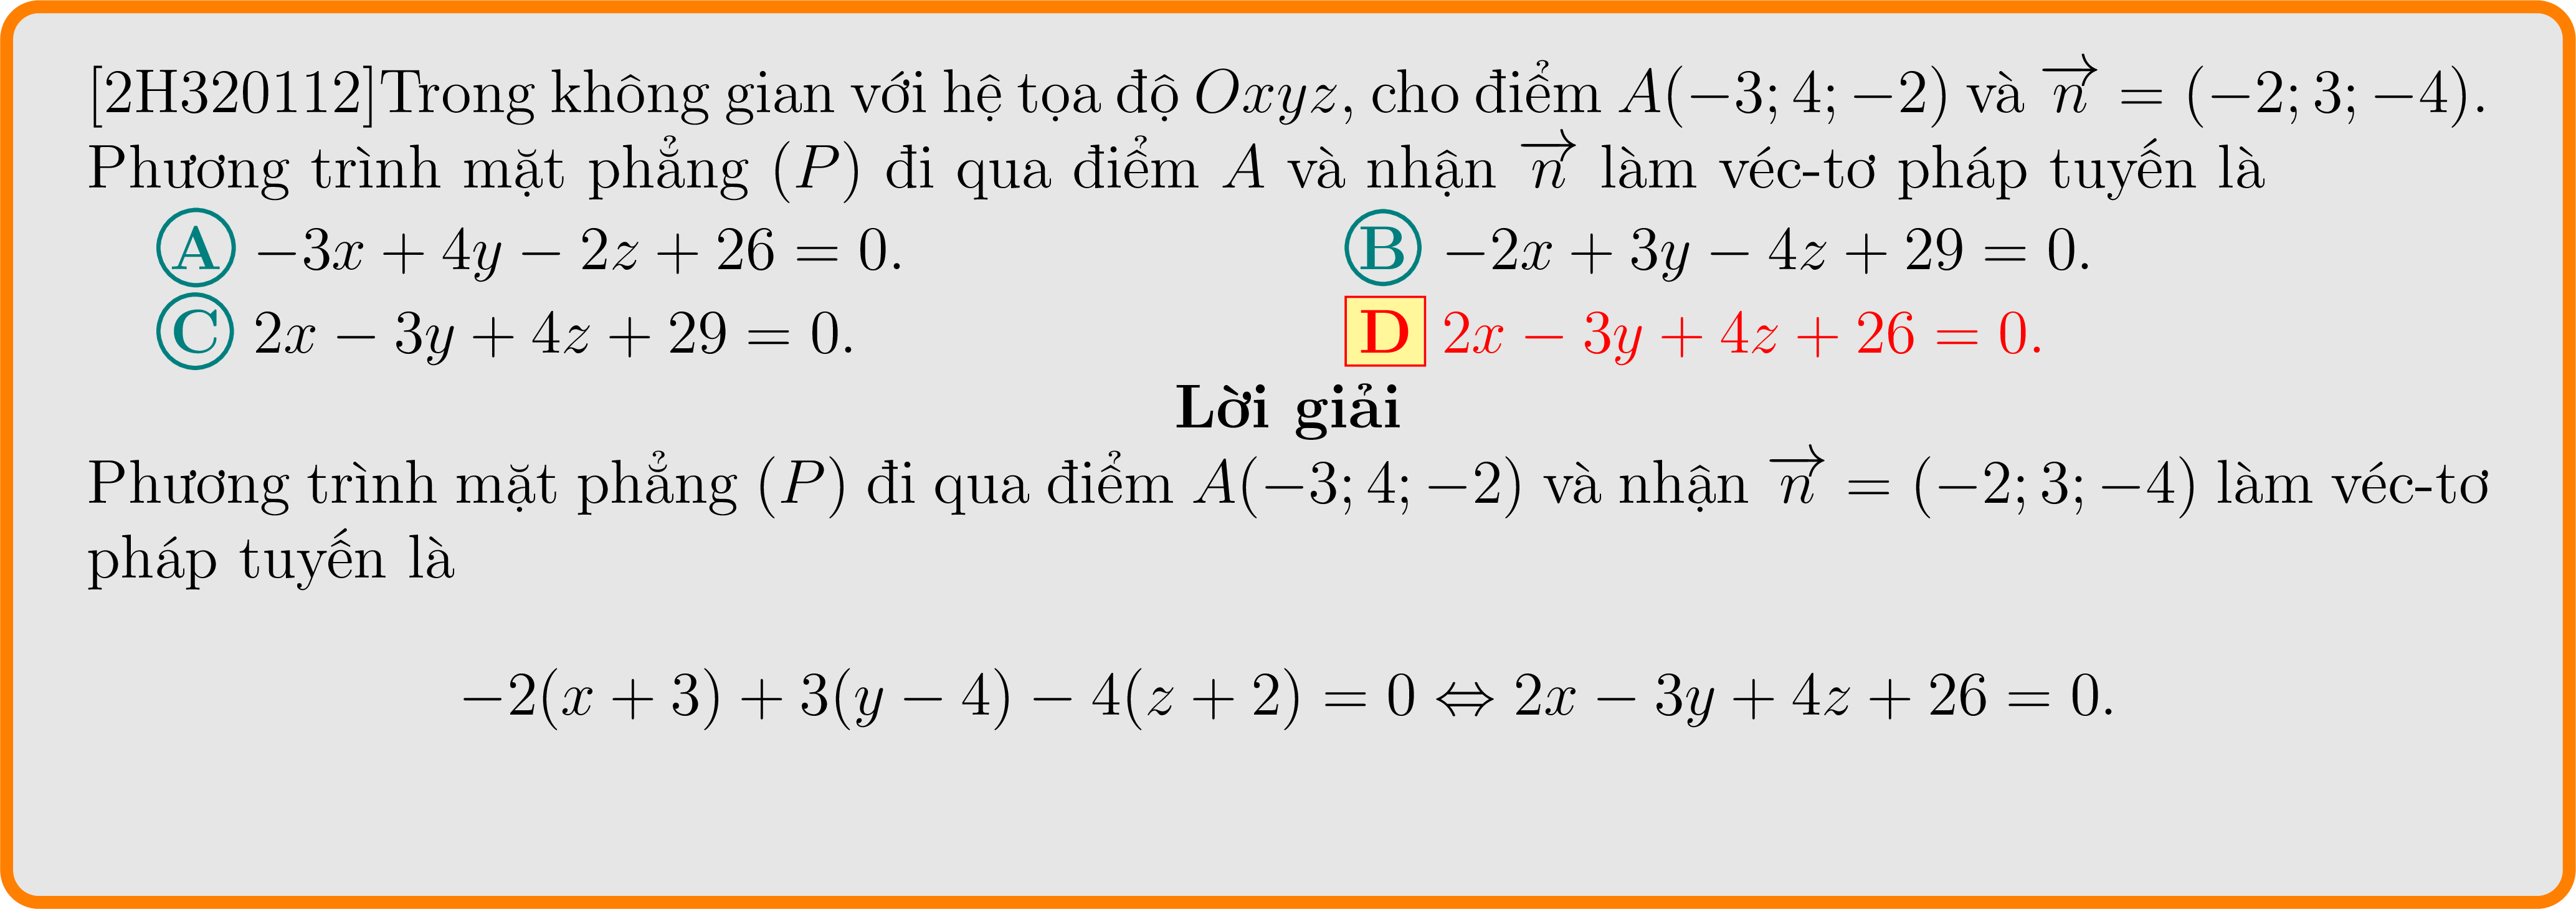 [2H320112]Trong không gian với hệ tọa độ Oxyz, cho điểm A(−3; 4; −2) và \overrightarrow{n} = (−2; 3; −4).
Phương trình mặt phẳng (P) đi qua điểm A và nhận \overrightarrow{n} làm véc-tơ pháp tuyến là
A −3x + 4y − 2z + 26 = 0.
B −2x + 3y − 4z + 29 = 0.
C 2x − 3y + 4z + 29 = 0.
D 2x − 3y + 4z + 26 = 0.
Lời giải
Phương trình mặt phẳng (P) đi qua điểm A(−3; 4; −2) và nhận \overrightarrow{n} = (−2; 3; −4) làm véc-tơ
pháp tuyến là
−2(x + 3) + 3(y − 4) − 4(z + 2) = 0 ⇔ 2x − 3y + 4z + 26 = 0.